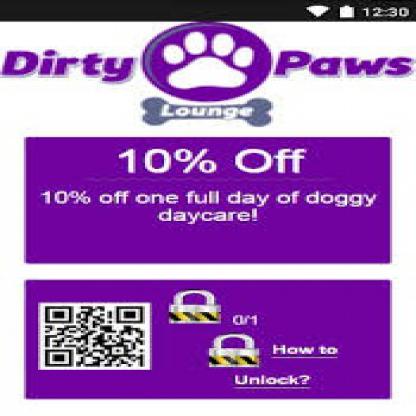 12:30
Dirty Paws
Lounge
10% Off
10% off one full day of doggy
daycare!
0/1
How to
Unlock?